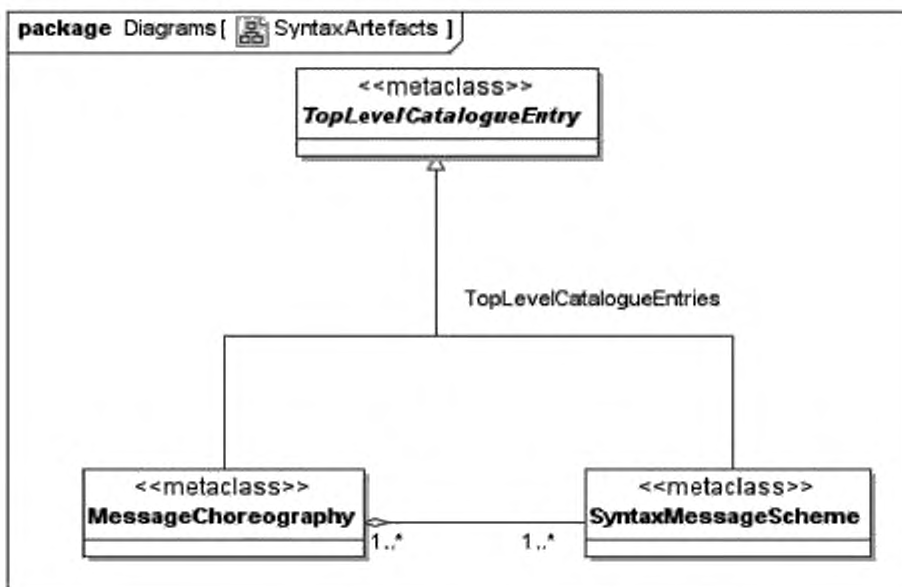 package Diagrams [ SyntaxArtefacts ]
<<metaclass>>
TopLevelCatalogueEntry
TopLevelCatalogueEntries
<<metaclass>>
MessageChoreography
1..*
1..*
<<metaclass>>
SyntaxMessageScheme